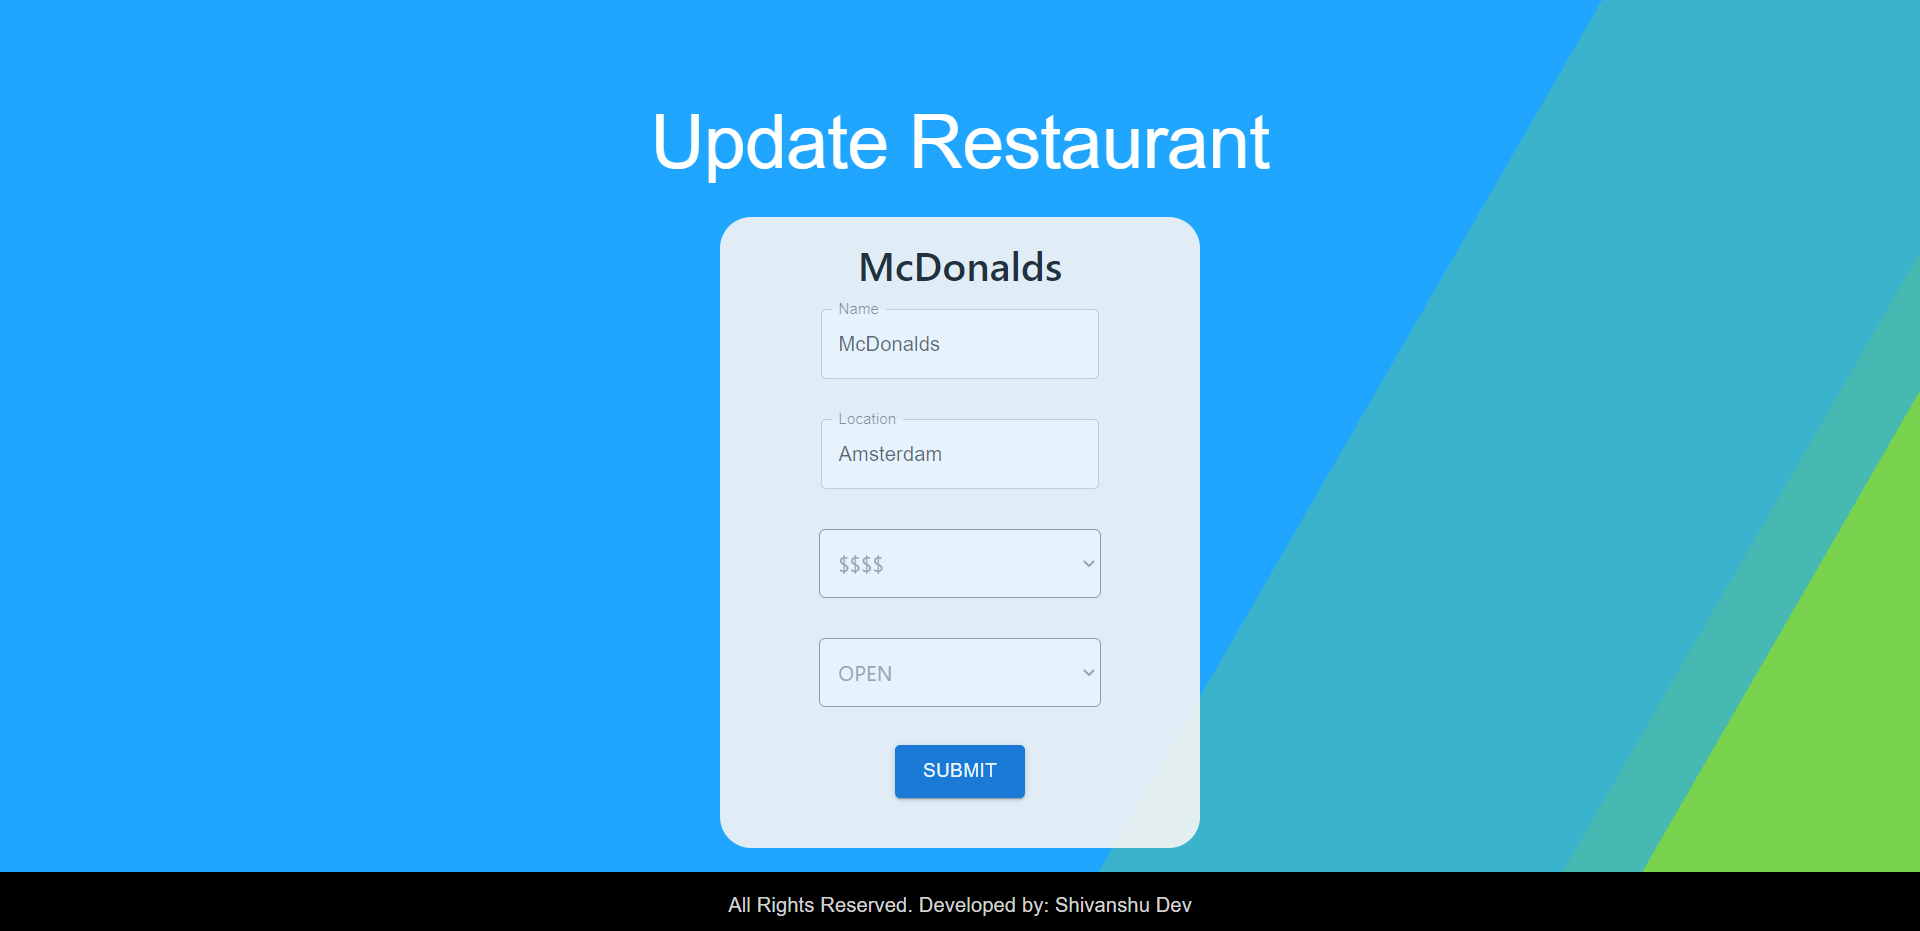 Update Restaurant
McDonalds
Name
McDonalds
Location
Amsterdam
$$$$
OPEN
SUBMIT
All Rights Reserved. Developed by: Shivanshu Dev